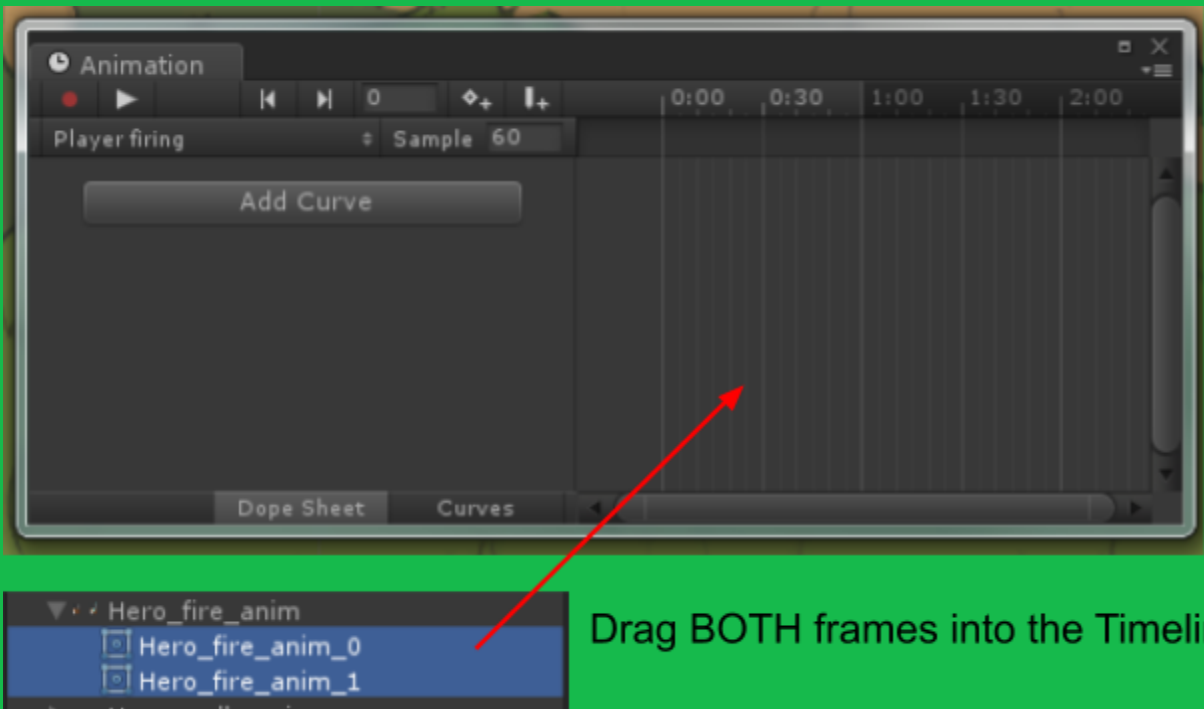 Animation
0
0:00 0:30 1:00 1:30 2:00
Player firing Sample 60
Add Curve
Dope Sheet Curves
Hero_fire_anim
Hero_fire_anim_0
Hero_fire_anim_1
Drag BOTH frames into the Timeli